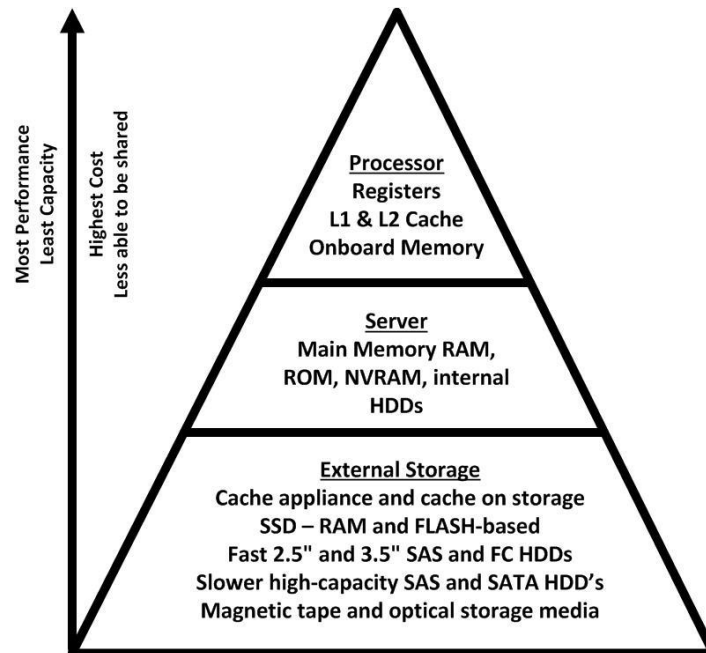 Most Performance
Least Capacity
Highest Cost
Less able to be shared
Processor
Registers
L1 & L2 Cache
Onboard Memory
Server
Main Memory RAM,
ROM, NVRAM, internal
HDDs
External Storage
Cache appliance and cache on storage
SSD – RAM and FLASH-based
Fast 2.5" and 3.5" SAS and FC HDDs
Slower high-capacity SAS and SATA HDD's
Magnetic tape and optical storage media